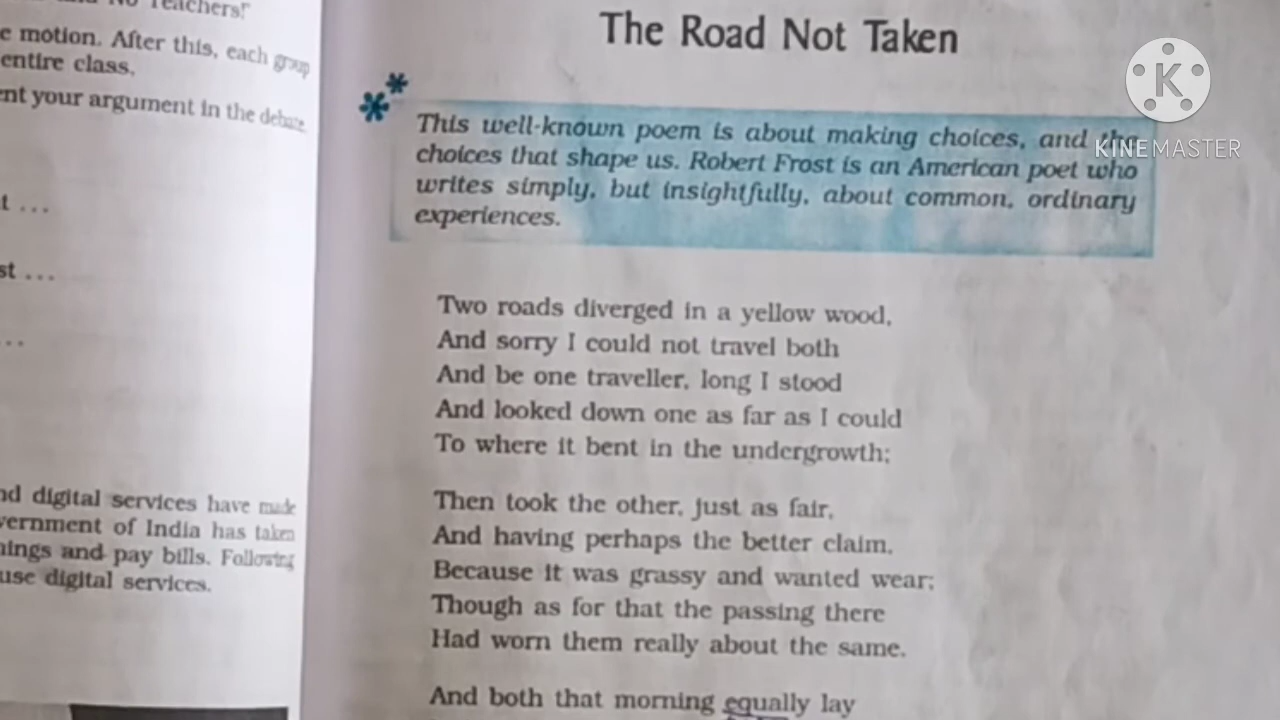 Teachers!"
e motion. After this, each group
entire class.
nt your argument in the debate.
t ...
st ...
...
nd digital services have made
vernment of India has taken
nings and pay bills. Following
use digital services.
The Road Not Taken
This well-known poem is about making choices, and the
choices that shape us. Robert Frost is an American poet who
writes simply, but insightfully, about common, ordinary
experiences.
Two roads diverged in a yellow wood,
And sorry I could not travel both
And be one traveller, long I stood
And looked down one as far as I could
To where it bent in the undergrowth;
Then took the other, just as fair,
And having perhaps the better claim,
Because it was grassy and wanted wear;
Though as for that the passing there
Had worn them really about the same,
And both that morning equally lay
K
KINEMASTER